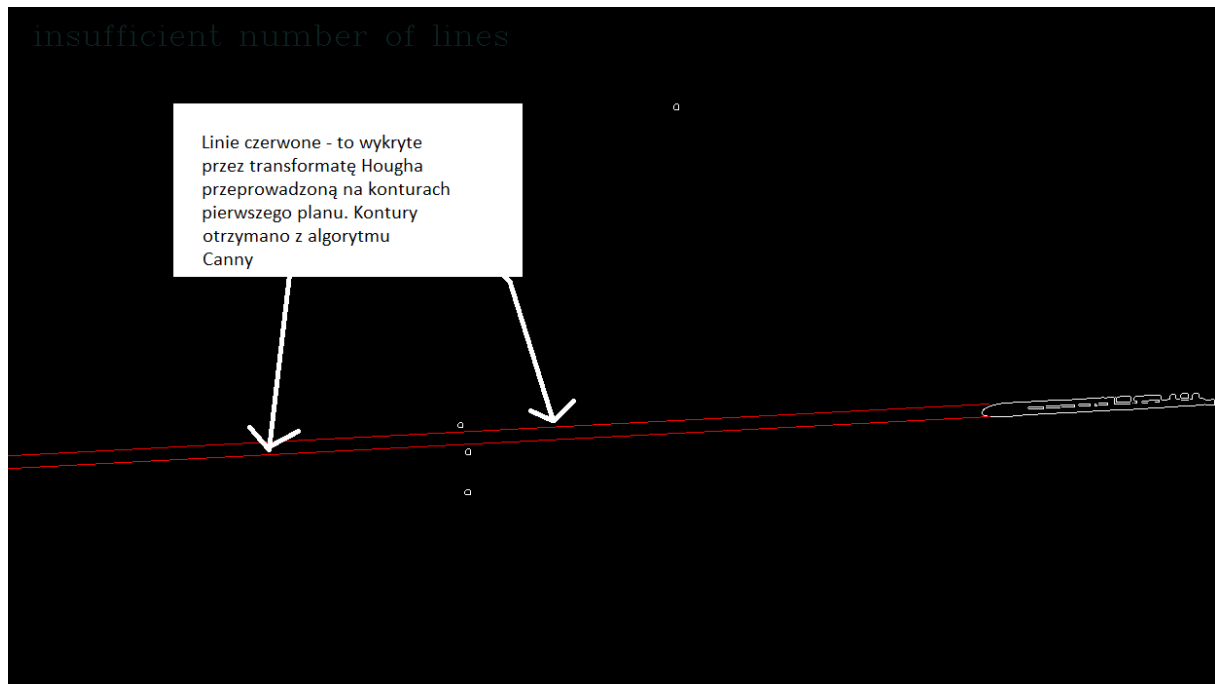 insufficient number of lines
Linie czerwone - to wykryte
przez transformatę Hougha
przeprowadzoną na konturach
pierwszego planu. Kontury
otrzymano z algorytmu
Canny